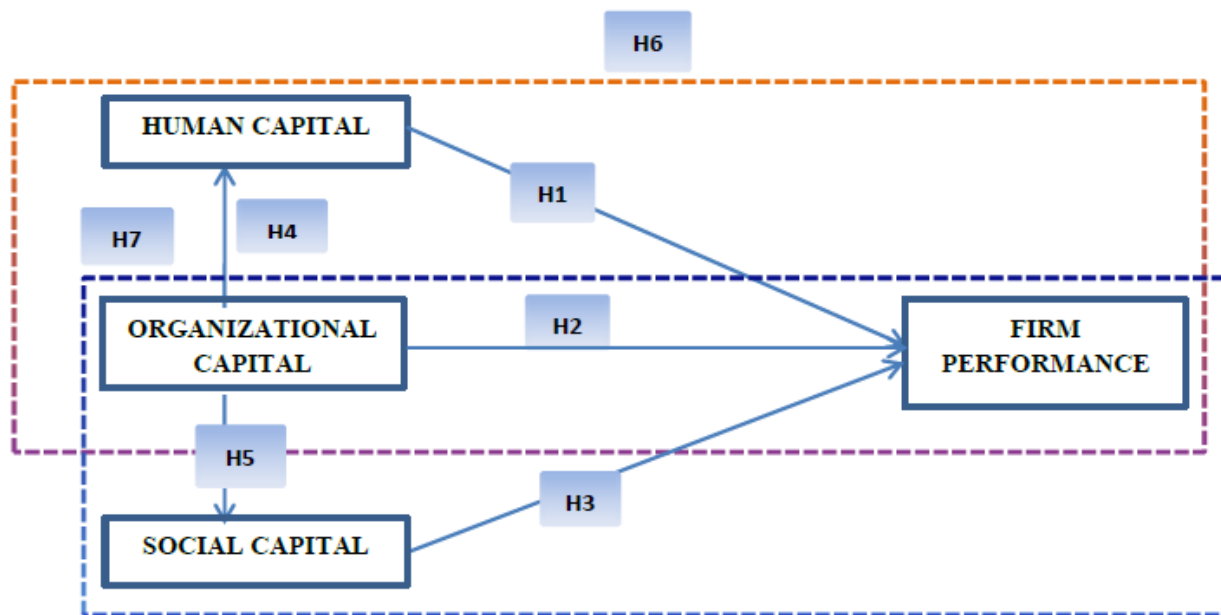 H6
HUMAN CAPITAL
H1
H7
H4
ORGANIZATIONAL
CAPITAL
H2
FIRM
PERFORMANCE
H5
H3
SOCIAL CAPITAL